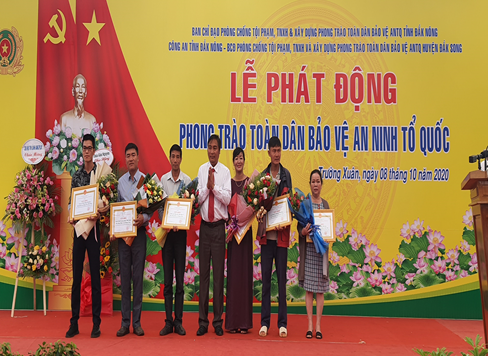 BAN CHỈ ĐẠO PHÒNG CHỐNG TỘI PHẠM, TNXH & XÂY DỰNG PHONG TRÀO TOÀN DÂN BẢO VỆ ANTQ TỈNH ĐẮK NÔNG
CÔNG AN TỈNH ĐẮK NÔNG - BCĐ PHÒNG CHỐNG TỘI PHẠM, TNXH VÀ XÂY DỰNG PHONG TRÀO TOÀN DÂN BẢO VỆ ANTQ HUYỆN ĐẮK SONG
LỄ PHÁT ĐỘNG
PHONG TRÀO TOÀN DÂN BẢO VỆ AN NINH TỔ QUỐC
Trường Xuân, ngày 08 tháng 10 năm 2020